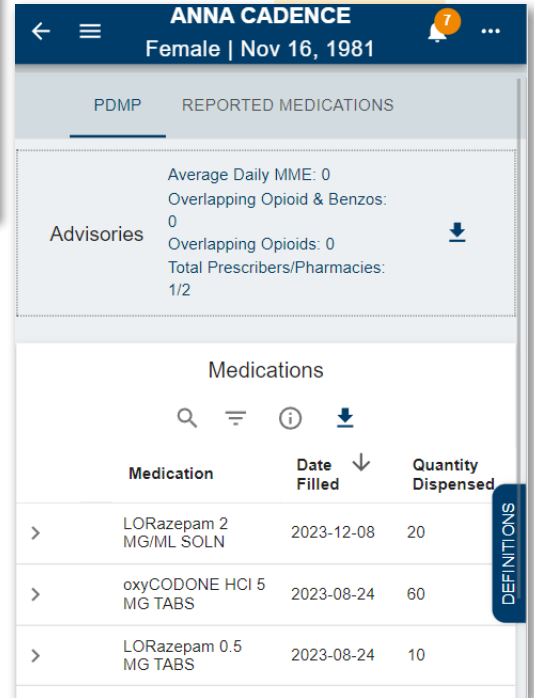 ANNA CADENCE
Female | Nov 16, 1981
7
PDMP REPORTED MEDICATIONS
Advisories
Average Daily MME: 0
Overlapping Opioid & Benzos:
0
Overlapping Opioids: 0
Total Prescribers/Pharmacies:
1/2
Medications
Medication Date Filled Quantity Dispensed
LORazepam 2 MG/ML SOLN 2023-12-08 20
oxyCODONE HCl 5 MG TABS 2023-08-24 60
LORazepam 0.5 MG TABS 2023-08-24 10
DEFINITIONS